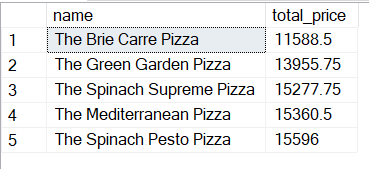 name total_price
1 The Brie Carre Pizza 11588.5
2 The Green Garden Pizza 13955.75
3 The Spinach Supreme Pizza 15277.75
4 The Mediterranean Pizza 15360.5
5 The Spinach Pesto Pizza 15596